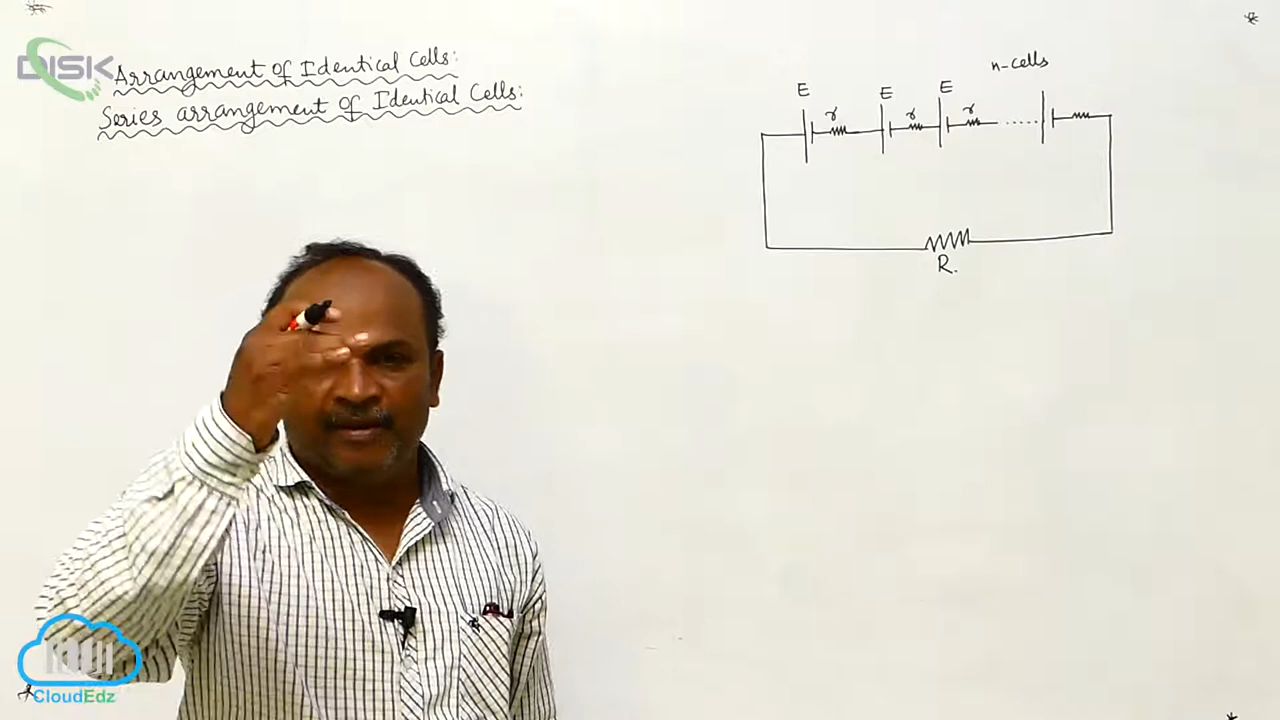 DISK
Arrangement of Identical Cells:
Series arrangement of Identical Cells:
n-cells
E E E
r r r
R.
CloudEdz